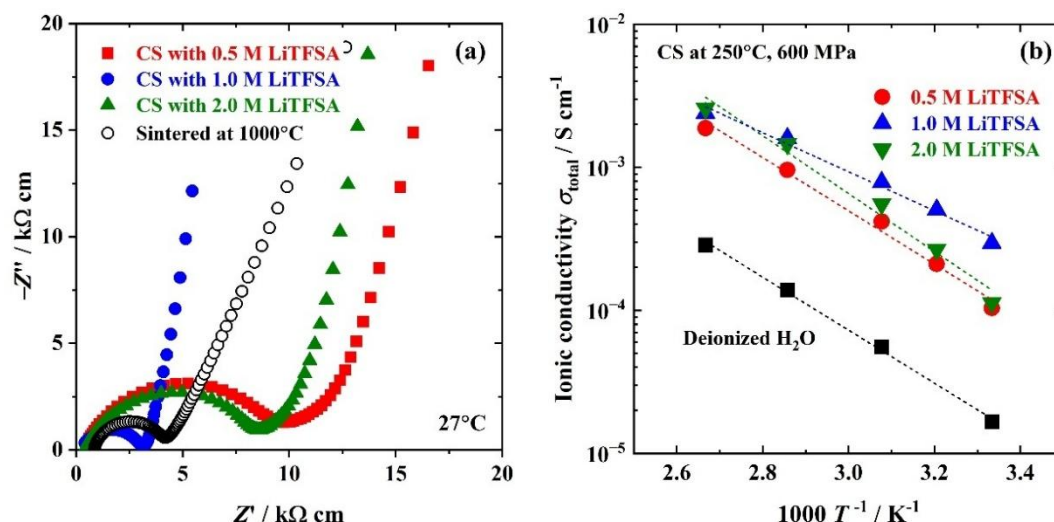 (a)
CS with 0.5 M LiTFSA
CS with 1.0 M LiTFSA
CS with 2.0 M LiTFSA
Sintered at 1000°C
27°C
20
15
10
5
0
0 5 10 15 20
−Z'' / kΩ cm
Z' / kΩ cm
(b)
CS at 250°C, 600 MPa
0.5 M LiTFSA
1.0 M LiTFSA
2.0 M LiTFSA
Deionized H₂O
10⁻²
10⁻³
10⁻⁴
10⁻⁵
2.6 2.8 3.0 3.2 3.4
Ionic conductivity σtotal / S cm⁻¹
1000 T⁻¹ / K⁻¹